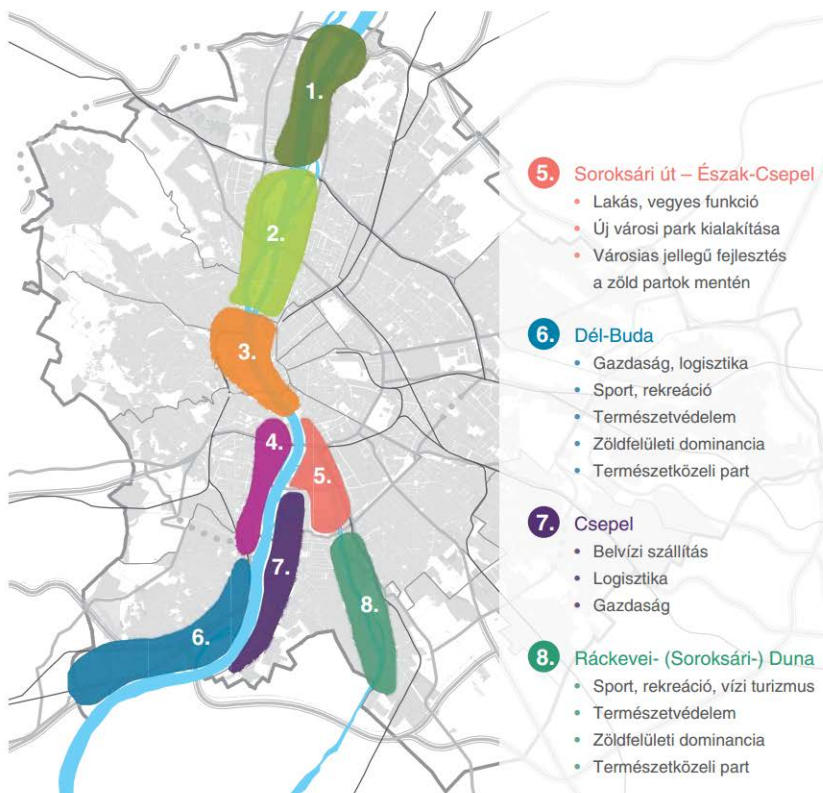 1.
2.
3.
4.
5.
6.
7.
8.
5. Soroksári út – Észak-Csepel
• Lakás, vegyes funkció
• Új városi park kialakítása
• Városias jellegű fejlesztés
a zöld partok mentén
6. Dél-Buda
• Gazdaság, logisztika
• Sport, rekreáció
• Természetvédelem
• Zöldfelületi dominancia
• Természetközeli part
7. Csepel
• Belvízi szállítás
• Logisztika
• Gazdaság
8. Ráckevei- (Soroksári-) Duna
• Sport, rekreáció, vízi turizmus
• Természetvédelem
• Zöldfelületi dominancia
• Természetközeli part